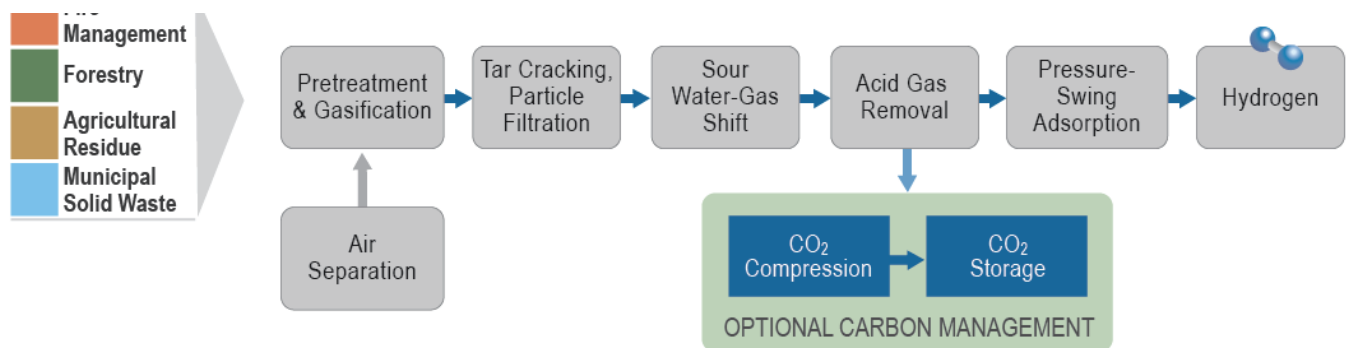 Management
Forestry
Agricultural
Residue
Municipal
Solid Waste
Pretreatment
& Gasification
Air
Separation
Tar Cracking,
Particle
Filtration
Sour
Water-Gas
Shift
Acid Gas
Removal
Pressure-
Swing
Adsorption
Hydrogen
CO₂
Compression
CO₂
Storage
OPTIONAL CARBON MANAGEMENT